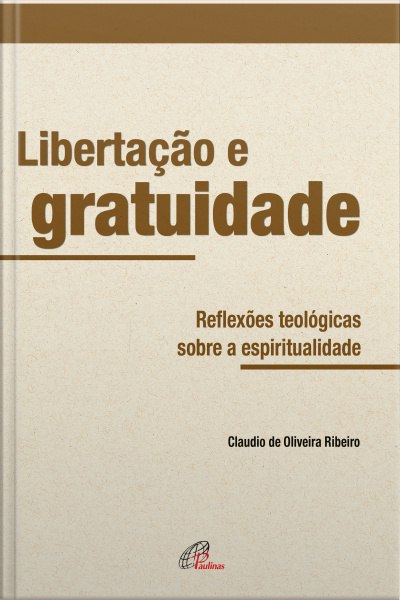 Libertação e
gratuidade
Reflexões teológicas
sobre a espiritualidade
Claudio de Oliveira Ribeiro
Paulinas